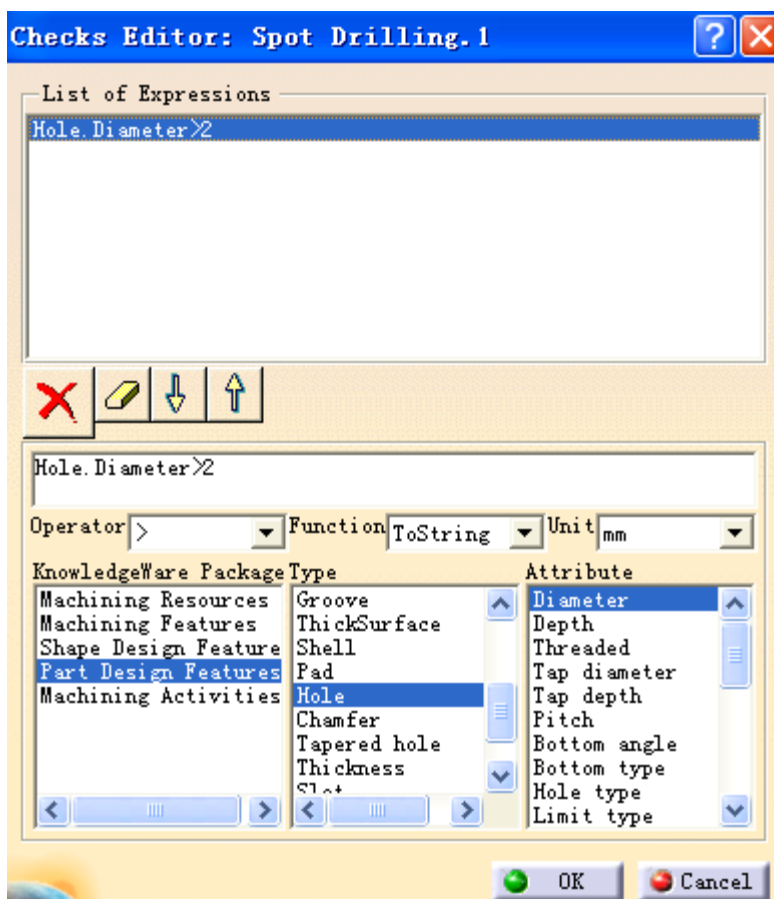 Checks Editor: Spot Drilling.1
List of Expressions
Hole.Diameter>2
Hole.Diameter>2
Operator > Function ToString Unit mm
KnowledgeWare Package Type Attribute
Machining Resources
Machining Features
Shape Design Feature
Part Design Features
Machining Activities
Groove
ThickSurface
Shell
Pad
Hole
Chamfer
Tapered hole
Thickness
Slot
Diameter
Depth
Threaded
Tap diameter
Tap depth
Pitch
Bottom angle
Bottom type
Hole type
Limit type
OK Cancel